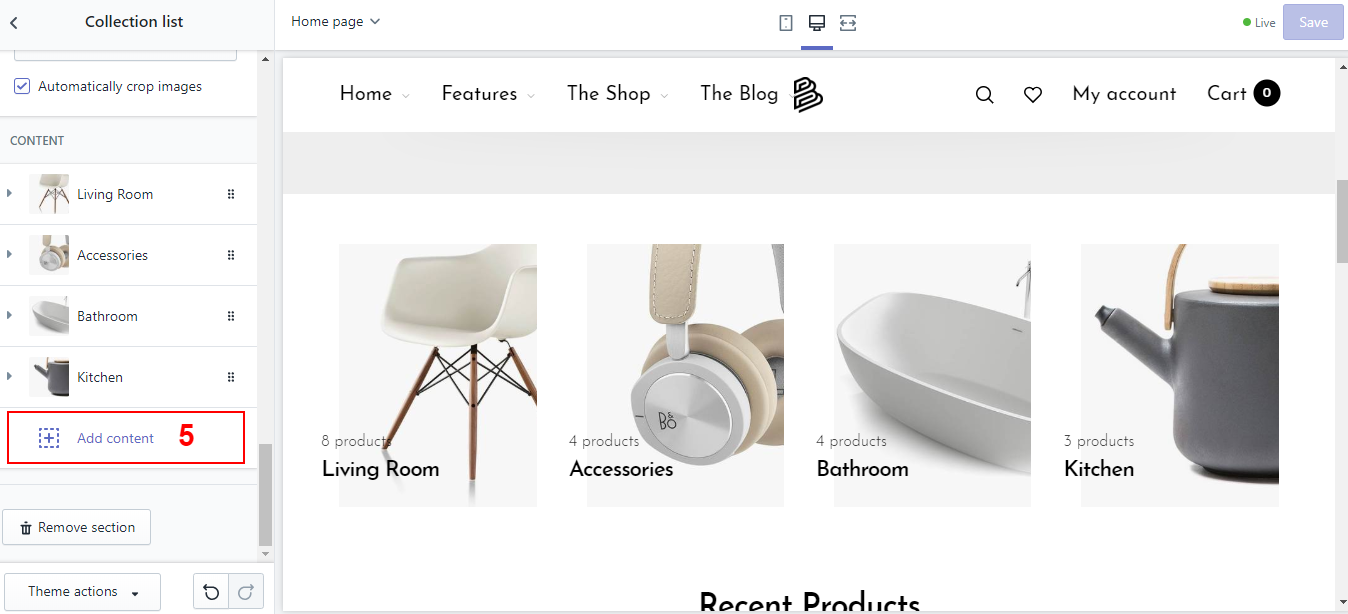 Collection list
Home page
Live
Save
Automatically crop images
CONTENT
Living Room
Accessories
Bathroom
Kitchen
Add content 5
Remove section
Theme actions
Home Features The Shop The Blog B My account Cart 0
8 products
Living Room
4 products
Accessories
4 products
Bathroom
3 products
Kitchen
B&O
Recent Products